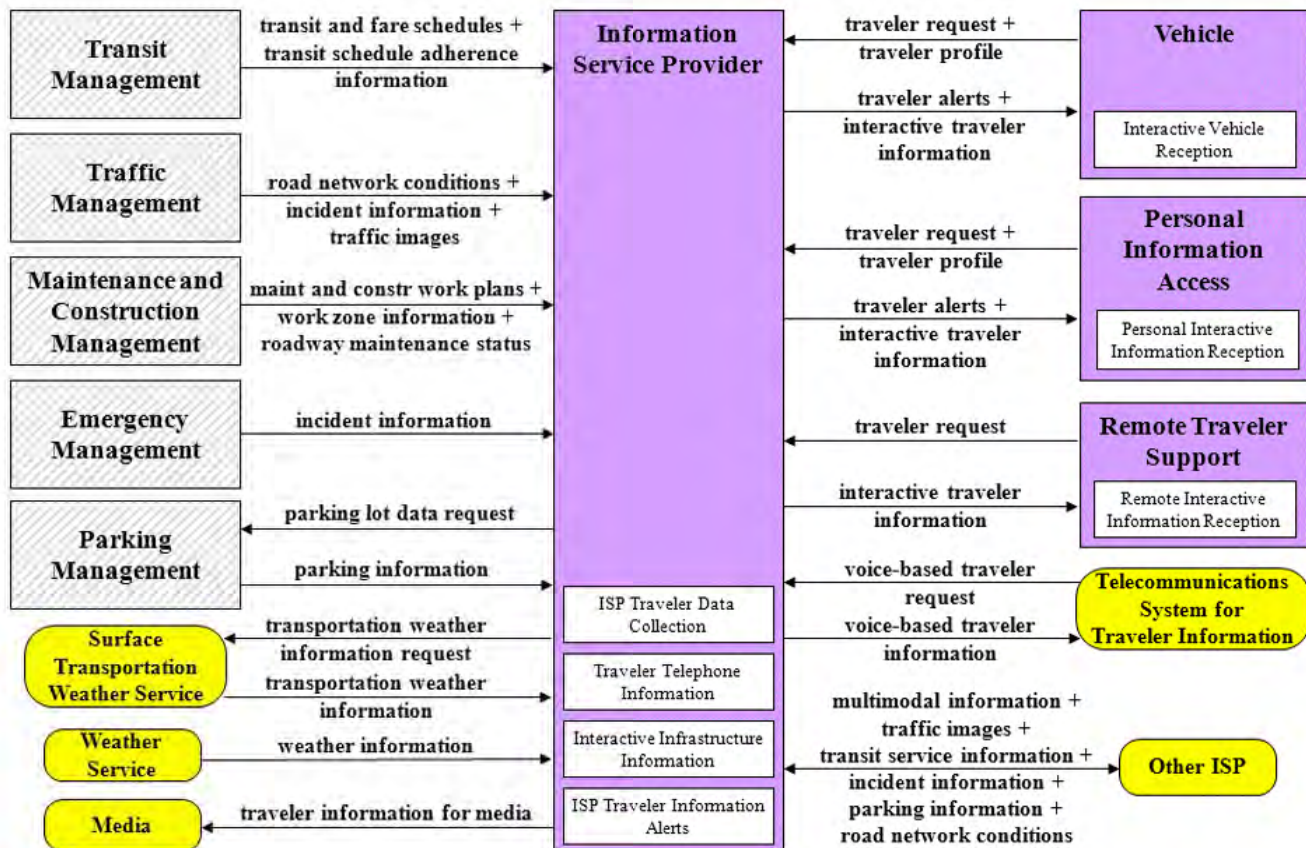 Transit
Management
transit and fare schedules +
transit schedule adherence
information
Traffic
Management
road network conditions +
incident information +
traffic images
Maintenance and
Construction
Management
maint and constr work plans +
work zone information +
roadway maintenance status
Emergency
Management
incident information
Parking
Management
parking lot data request
parking information
Surface
Transportation
Weather Service
transportation weather
information request
transportation weather
information
Weather
Service
weather information
Media
traveler information for media
Information
Service Provider
ISP Traveler Data
Collection
Traveler Telephone
Information
Interactive Infrastructure
Information
ISP Traveler Information
Alerts
traveler request +
traveler profile
traveler alerts +
interactive traveler
information
Vehicle
Interactive Vehicle
Reception
traveler request +
traveler profile
traveler alerts +
interactive traveler
information
Personal
Information
Access
Personal Interactive
Information Reception
traveler request
interactive traveler
information
Remote Traveler
Support
Remote Interactive
Information Reception
voice-based traveler
request
voice-based traveler
information
Telecommunications
System for
Traveler Information
multimodal information +
traffic images +
transit service information +
incident information +
parking information +
road network conditions
Other ISP